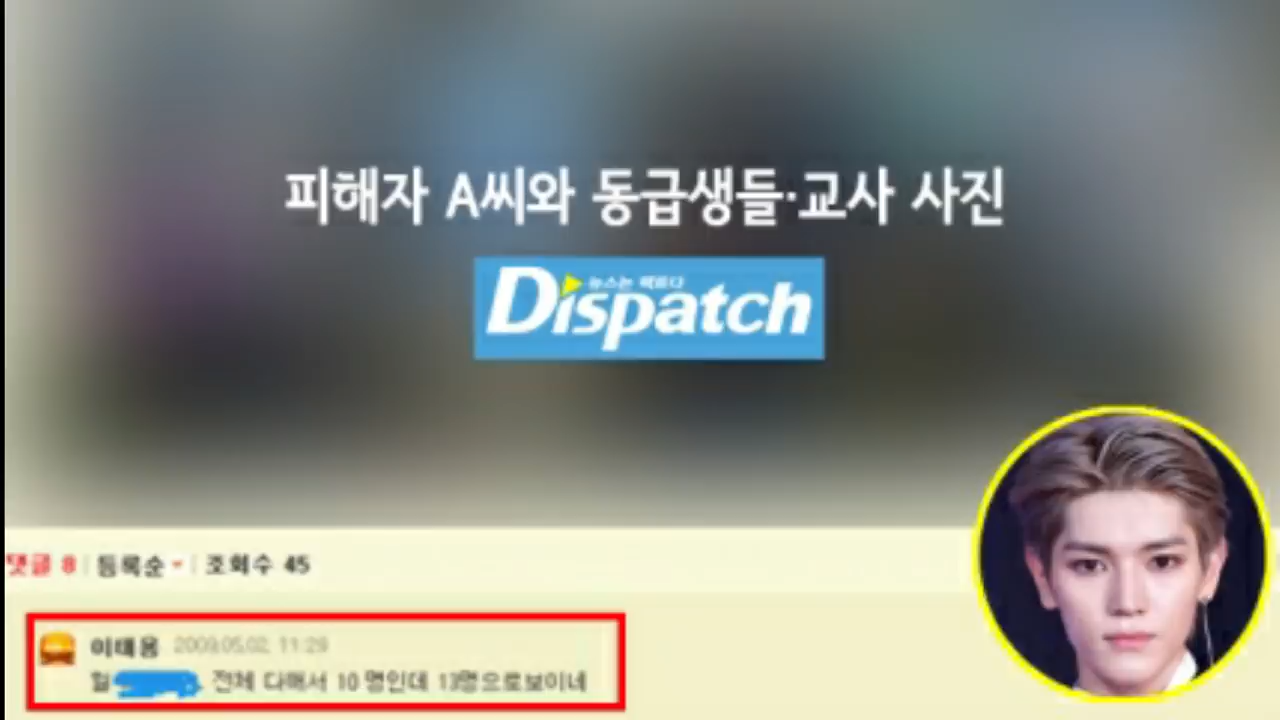 피해자 A씨와 동급생들·교사 사진
뉴스는 팩트다
Dispatch
댓글 8 | 등록순 | 조회수 45
이태용 2009.05.02. 11:29
헐 전체 다해서 10명인데 13명으로보이네